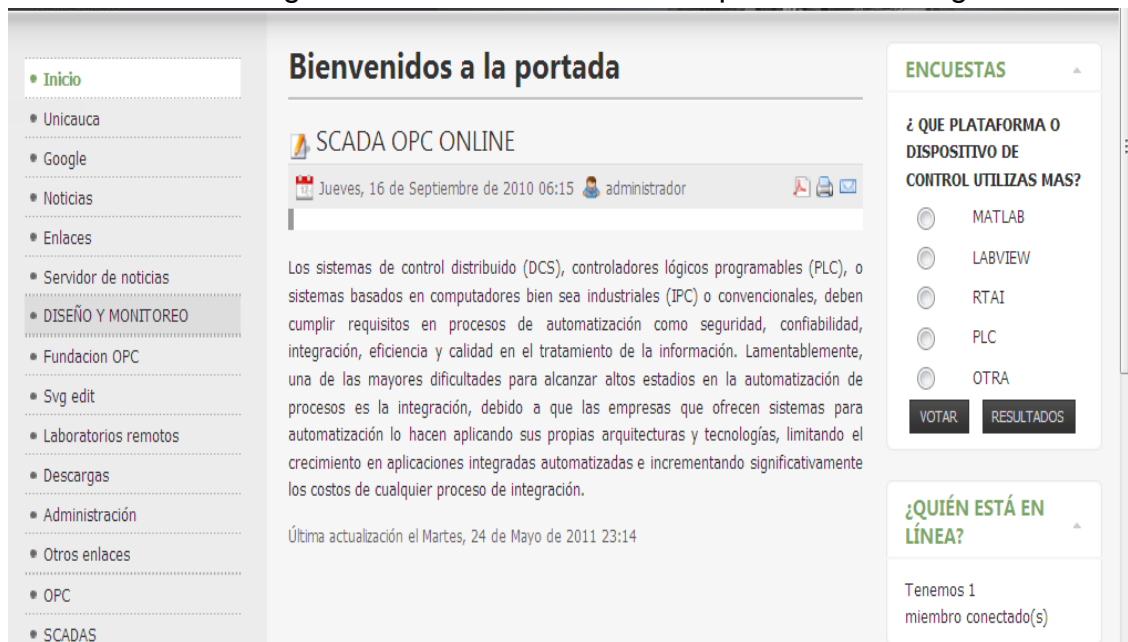 • Inicio
• Unicauca
• Google
• Noticias
• Enlaces
• Servidor de noticias
• DISEÑO Y MONITOREO
• Fundacion OPC
• Svg edit
• Laboratorios remotos
• Descargas
• Administración
• Otros enlaces
• OPC
• SCADAS
Bienvenidos a la portada
SCADA OPC ONLINE
Jueves, 16 de Septiembre de 2010 06:15 administrador
Los sistemas de control distribuido (DCS), controladores lógicos programables (PLC), o
sistemas basados en computadores bien sea industriales (IPC) o convencionales, deben
cumplir requisitos en procesos de automatización como seguridad, confiabilidad,
integración, eficiencia y calidad en el tratamiento de la información. Lamentablemente,
una de las mayores dificultades para alcanzar altos estadios en la automatización de
procesos es la integración, debido a que las empresas que ofrecen sistemas para
automatización lo hacen aplicando sus propias arquitecturas y tecnologías, limitando el
crecimiento en aplicaciones integradas automatizadas e incrementando significativamente
los costos de cualquier proceso de integración.
Última actualización el Martes, 24 de Mayo de 2011 23:14
ENCUESTAS
¿ QUE PLATAFORMA O
DISPOSITIVO DE
CONTROL UTILIZAS MAS?
MATLAB
LABVIEW
RTAI
PLC
OTRA
VOTAR RESULTADOS
¿QUIÉN ESTÁ EN
LÍNEA?
Tenemos 1
miembro conectado(s)